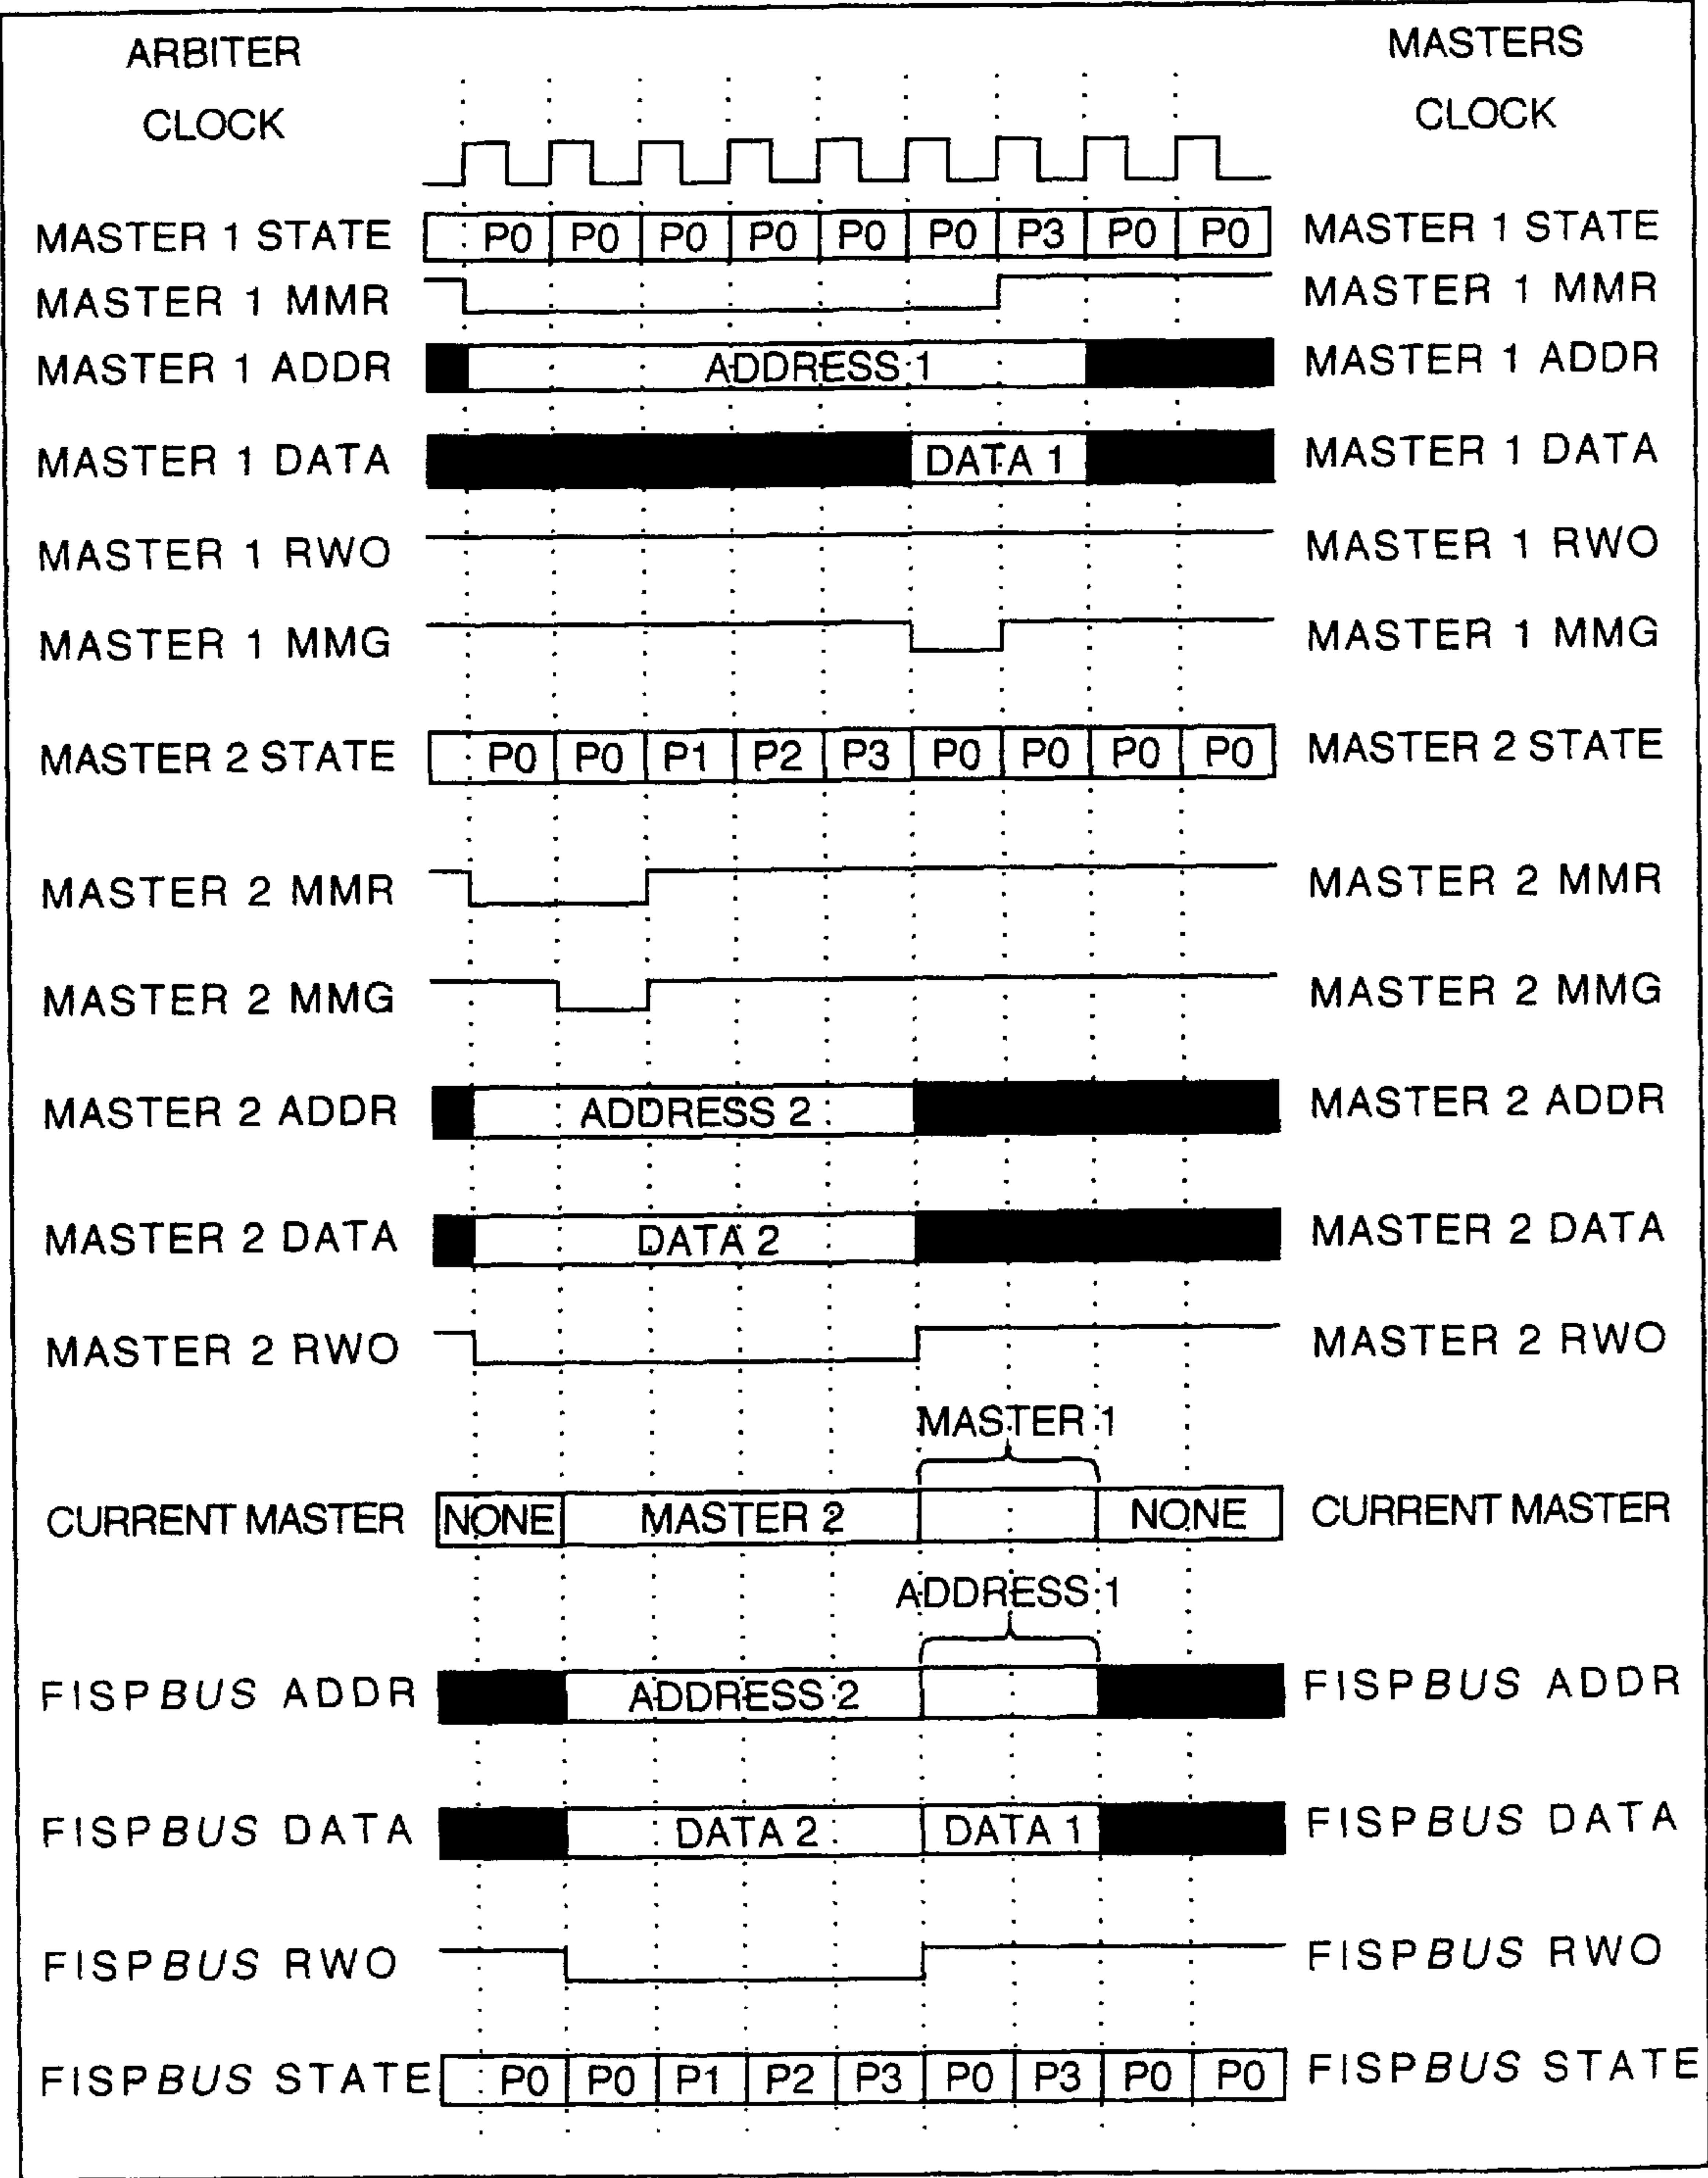 ARBITER MASTERS
CLOCK CLOCK
MASTER 1 STATE P0 P0 P0 P0 P0 P0 P3 P0 P0 MASTER 1 STATE
MASTER 1 MMR MASTER 1 MMR
MASTER 1 ADDR ADDRESS 1 MASTER 1 ADDR
MASTER 1 DATA DATA 1 MASTER 1 DATA
MASTER 1 RWO MASTER 1 RWO
MASTER 1 MMG MASTER 1 MMG
MASTER 2 STATE P0 P0 P1 P2 P3 P0 P0 P0 P0 MASTER 2 STATE
MASTER 2 MMR MASTER 2 MMR
MASTER 2 MMG MASTER 2 MMG
MASTER 2 ADDR ADDRESS 2 MASTER 2 ADDR
MASTER 2 DATA DATA 2 MASTER 2 DATA
MASTER 2 RWO MASTER 2 RWO
MASTER 1
CURRENT MASTER NONE MASTER 2 NONE CURRENT MASTER
ADDRESS 1
FISPBUS ADDR ADDRESS 2 FISPBUS ADDR
FISPBUS DATA DATA 2 DATA 1 FISPBUS DATA
FISPBUS RWO FISPBUS RWO
FISPBUS STATE P0 P0 P1 P2 P3 P0 P3 P0 P0 FISPBUS STATE